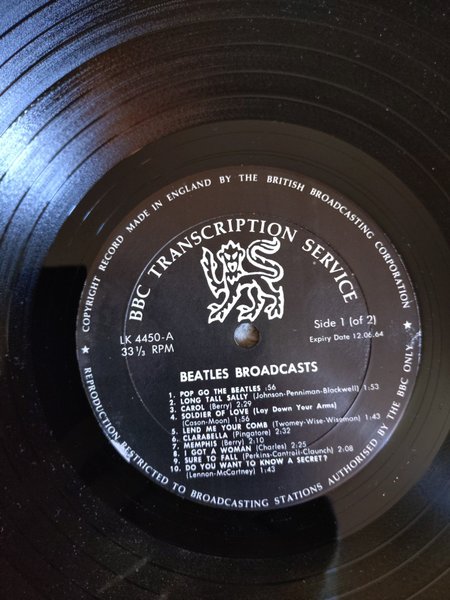 COPYRIGHT RECORD MADE IN ENGLAND BY THE BRITISH BROADCASTING CORPORATION
BBC TRANSCRIPTION SERVICE
LK 4450-A
33⅓ RPM
Side 1 (of 2)
Expiry Date 12.06.64
BEATLES BROADCASTS
1. POP GO THE BEATLES :56
2. LONG TALL SALLY (Johnson-Penniman-Blackwell) 1:53
3. CAROL (Berry) 2:29
4. SOLDIER OF LOVE (Lay Down Your Arms)
(Cason-Moon) 1:56
5. LEND ME YOUR COMB (Twomey-Wise-Wisoman) 1:43
6. CLARABELLA (Pingatore) 2:32
7. MEMPHIS (Berry) 2:10
8. I GOT A WOMAN (Charles) 2:25
9. SURE TO FALL (Perkins-Cantroll-Claunch) 2:08
10. DO YOU WANT TO KNOW A SECRET?
(Lennon-McCartney) 1:43
★ REPRODUCTION RESTRICTED TO BROADCASTING STATIONS AUTHORISED BY THE BBC ONLY ★